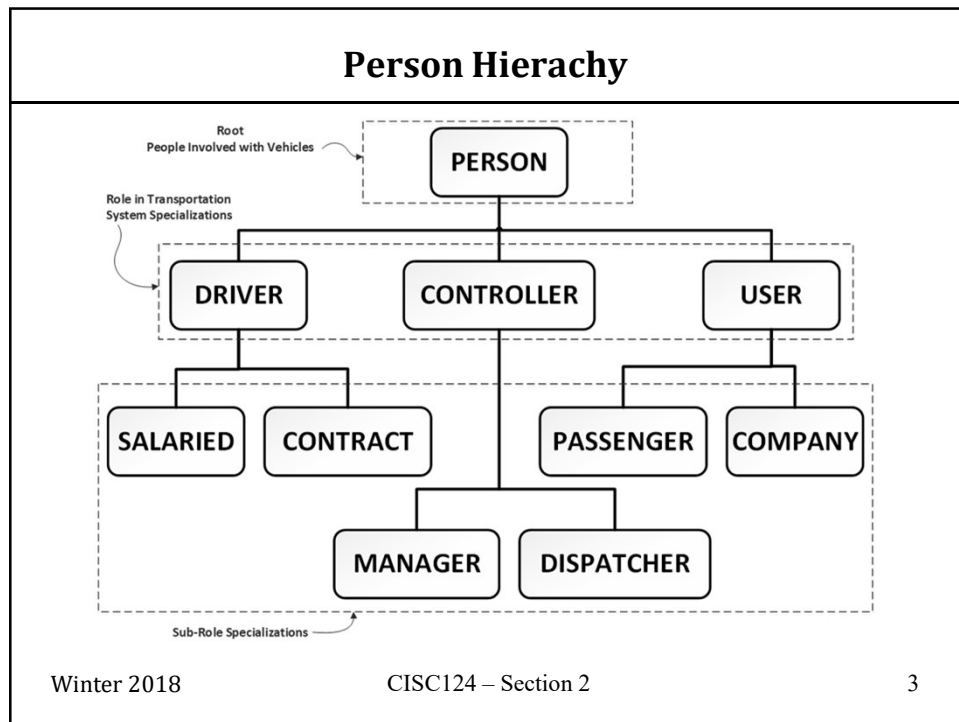 Person Hierachy
Root
People Involved with Vehicles
PERSON
Role in Transportation
System Specializations
DRIVER
CONTROLLER
USER
SALARIED
CONTRACT
PASSENGER
COMPANY
MANAGER
DISPATCHER
Sub-Role Specializations
Winter 2018
CISC124 – Section 2
3